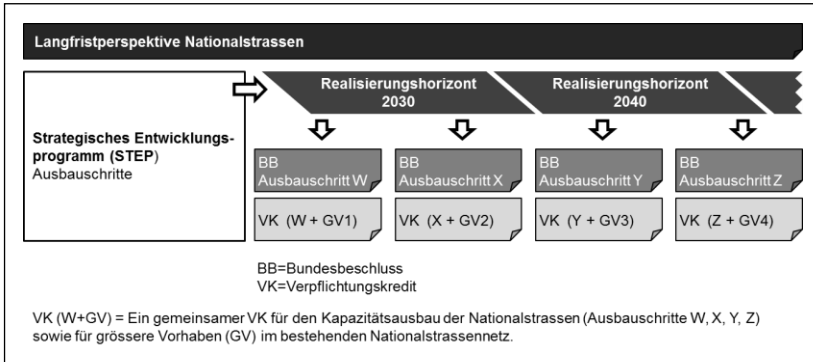 Langfristperspektive Nationalstrassen
Realisierungshorizont
2030
Realisierungshorizont
2040
Strategisches Entwicklungs-
programm (STEP)
Ausbauschritte
BB
Ausbauschritt W
BB
Ausbauschritt X
BB
Ausbauschritt Y
BB
Ausbauschritt Z
VK (W + GV1)
VK (X + GV2)
VK (Y + GV3)
VK (Z + GV4)
BB=Bundesbeschluss
VK=Verpflichtungskredit
VK (W+GV) = Ein gemeinsamer VK für den Kapazitätsausbau der Nationalstrassen (Ausbauschritte W, X, Y, Z)
sowie für grössere Vorhaben (GV) im bestehenden Nationalstrassennetz.